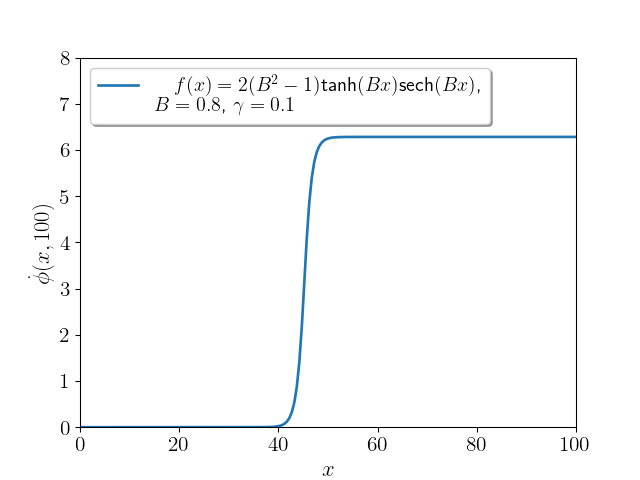 f(x) = 2(B² − 1)tanh(Bx)sech(Bx),
B = 0.8, γ = 0.1
8
7
6
5
4
3
2
1
0
ϕ̇(x, 100)
0 20 40 60 80 100
x